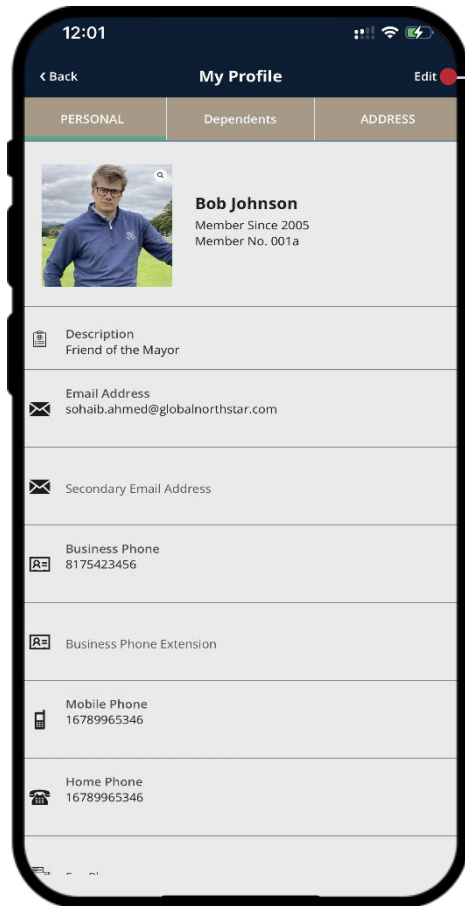 12:01
Back
My Profile
Edit
PERSONAL
Dependents
ADDRESS
Bob Johnson
Member Since 2005
Member No. 001a
Description
Friend of the Mayor
Email Address
sohaib.ahmed@globalnorthstar.com
Secondary Email Address
Business Phone
8175423456
Business Phone Extension
Mobile Phone
16789965346
Home Phone
16789965346